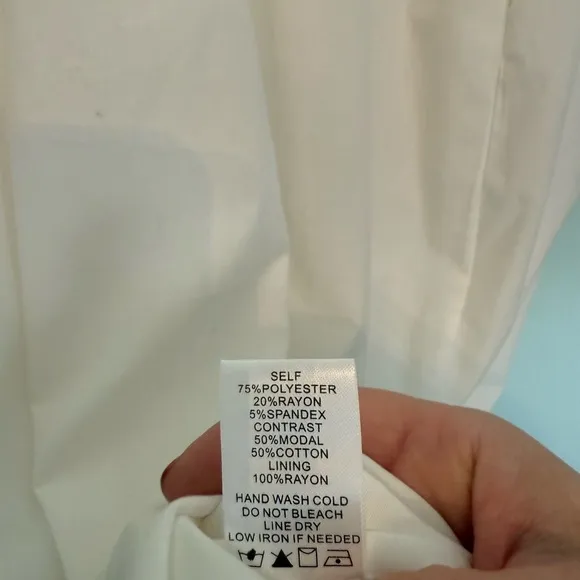 SELF
75%POLYESTER
20%RAYON
5%SPANDEX
CONTRAST
50%MODAL
50%COTTON
LINING
100%RAYON
HAND WASH COLD
DO NOT BLEACH
LINE DRY
LOW IRON IF NEEDED